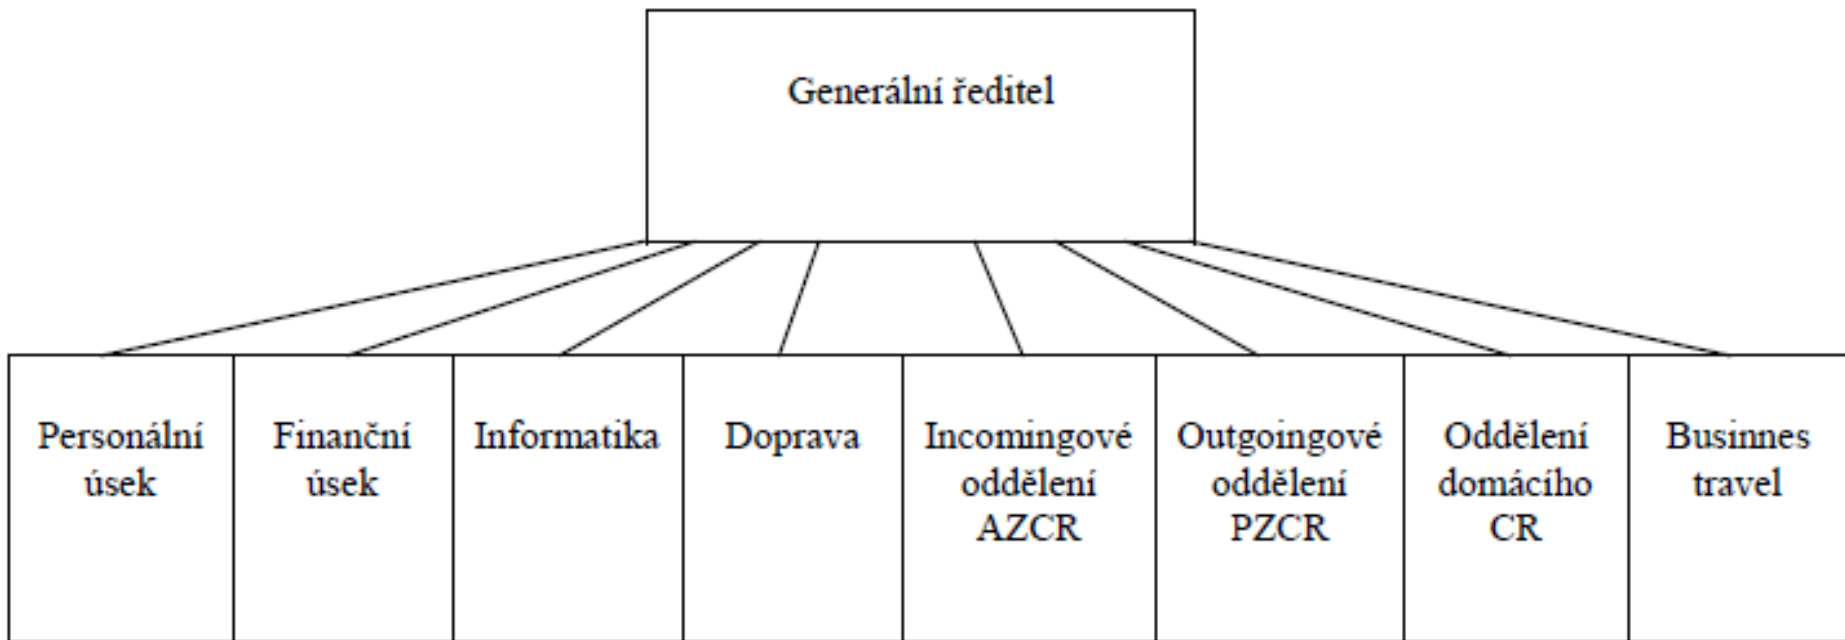 Generální ředitel
Personální
úsek
Finanční
úsek
Informatika
Doprava
Incomingové
oddělení
AZCR
Outgoingové
oddělení
PZCR
Oddělení
domácího
CR
Businnes
travel